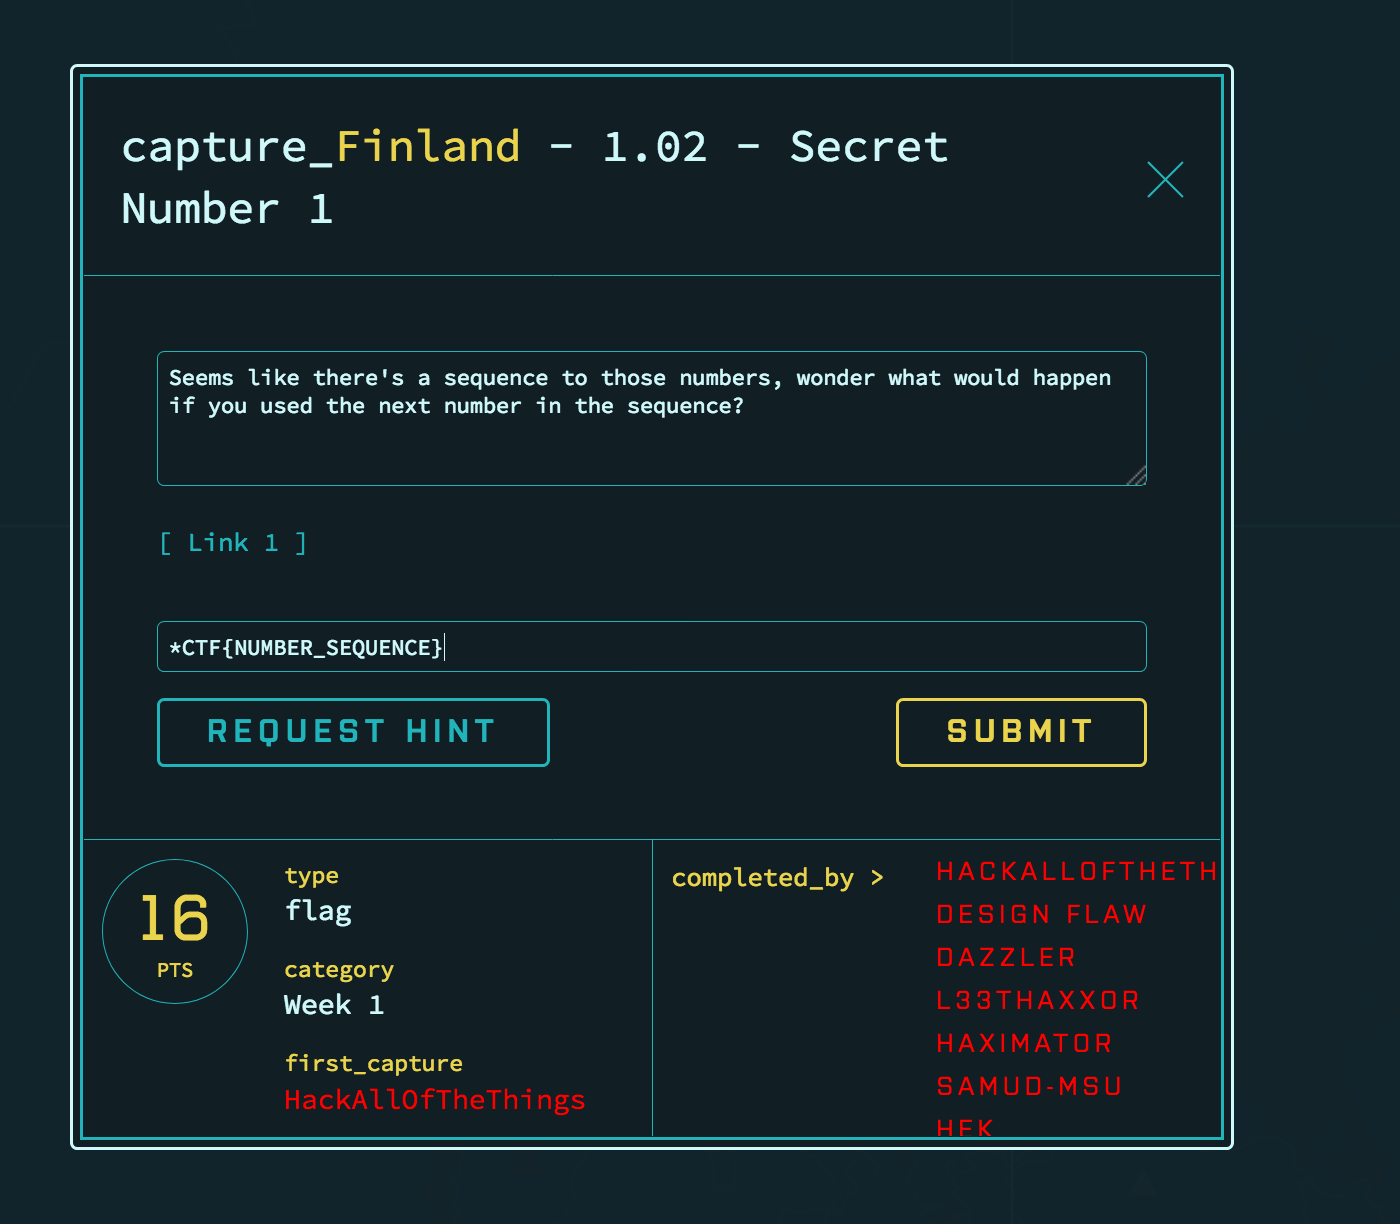 capture_Finland - 1.02 - Secret
Number 1
Seems like there's a sequence to those numbers, wonder what would happen
if you used the next number in the sequence?
[ Link 1 ]
*CTF{NUMBER_SEQUENCE}
REQUEST HINT
SUBMIT
16
PTS
type
flag
category
Week 1
first_capture
HackAllOfTheThings
completed_by >
HACKALLOFTHETH
DESIGN FLAW
DAZZLER
L33THAXXOR
HAXIMATOR
SAMUD-MSU